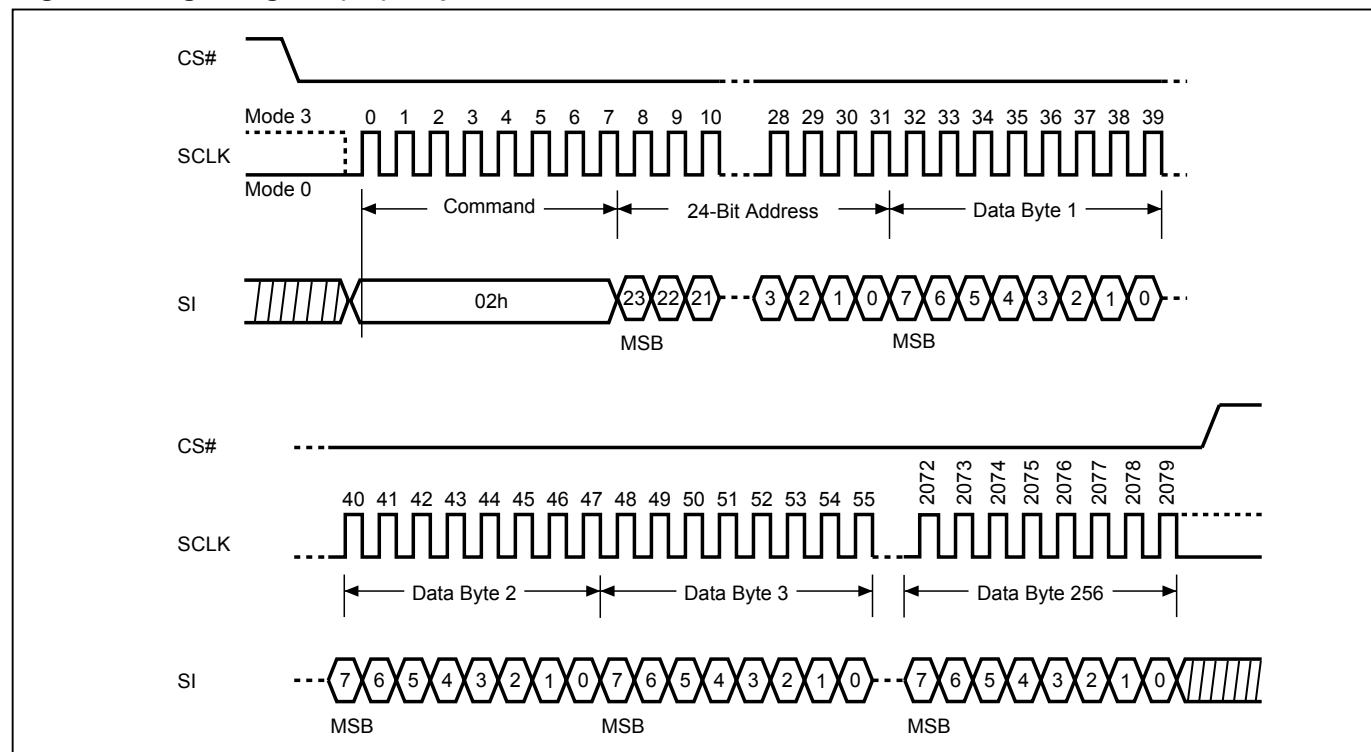 CS#
Mode 3
0 1 2 3 4 5 6 7 8 9 10 28 29 30 31 32 33 34 35 36 37 38 39
SCLK
Mode 0
Command 24-Bit Address Data Byte 1
SI 02h 23 22 21 3 2 1 0 7 6 5 4 3 2 1 0
MSB MSB
CS#
40 41 42 43 44 45 46 47 48 49 50 51 52 53 54 55 2072 2073 2074 2075 2076 2077 2078 2079
SCLK
Data Byte 2 Data Byte 3 Data Byte 256
SI 7 6 5 4 3 2 1 0 7 6 5 4 3 2 1 0 7 6 5 4 3 2 1 0
MSB MSB MSB